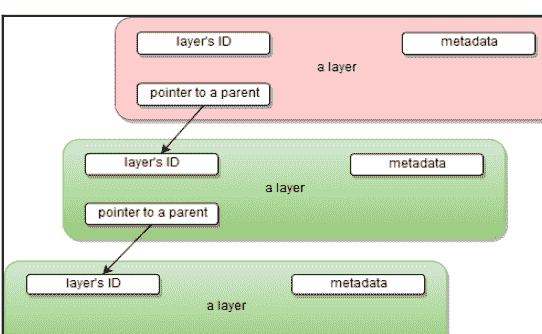 layer's ID
metadata
a layer
pointer to a parent
layer's ID
metadata
a layer
pointer to a parent
layer's ID
metadata
a layer